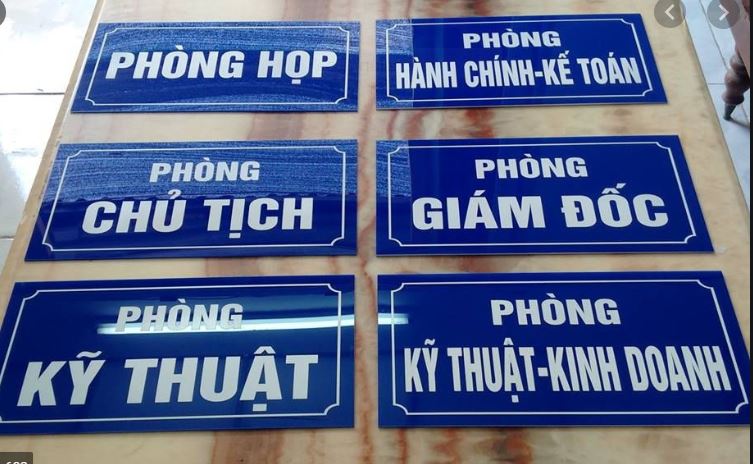 PHÒNG HỌP
PHÒNG
HÀNH CHÍNH-KẾ TOÁN
PHÒNG
CHỦ TỊCH
PHÒNG
GIÁM ĐỐC
PHÒNG
KỸ THUẬT
PHÒNG
KỸ THUẬT-KINH DOANH